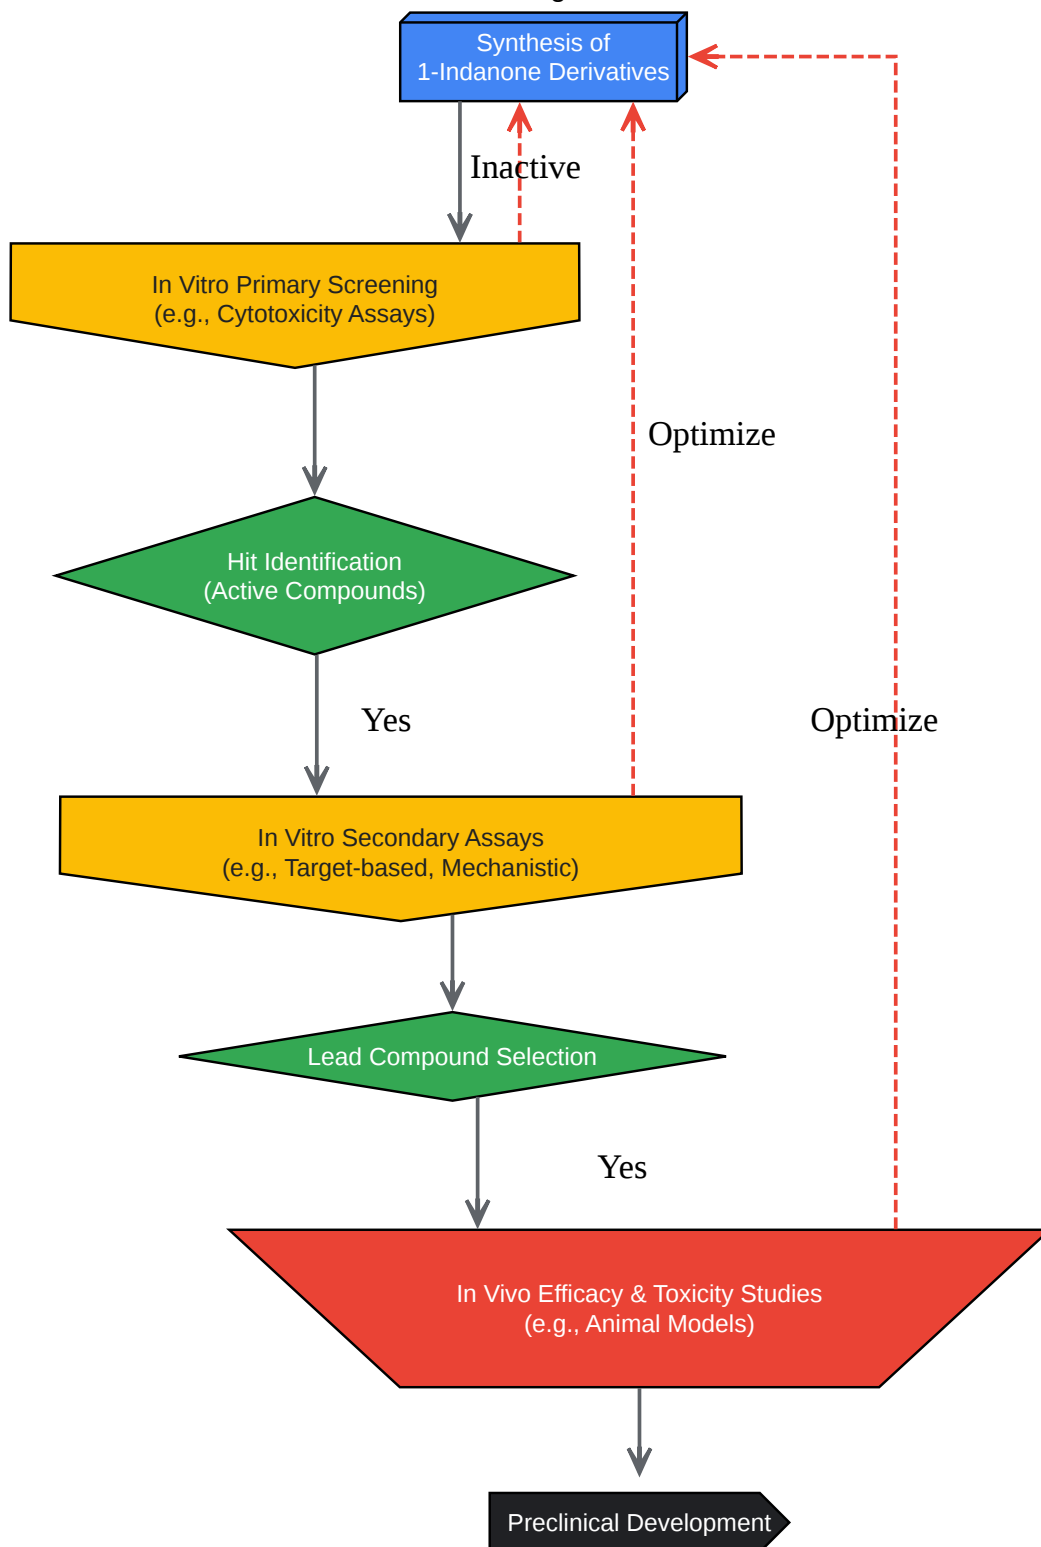 Synthesis of
1-Indanone Derivatives
Inactive
In Vitro Primary Screening
(e.g., Cytotoxicity Assays)
Optimize
Hit Identification
(Active Compounds)
Yes
Optimize
In Vitro Secondary Assays
(e.g., Target-based, Mechanistic)
Lead Compound Selection
Yes
In Vivo Efficacy & Toxicity Studies
(e.g., Animal Models)
Preclinical Development